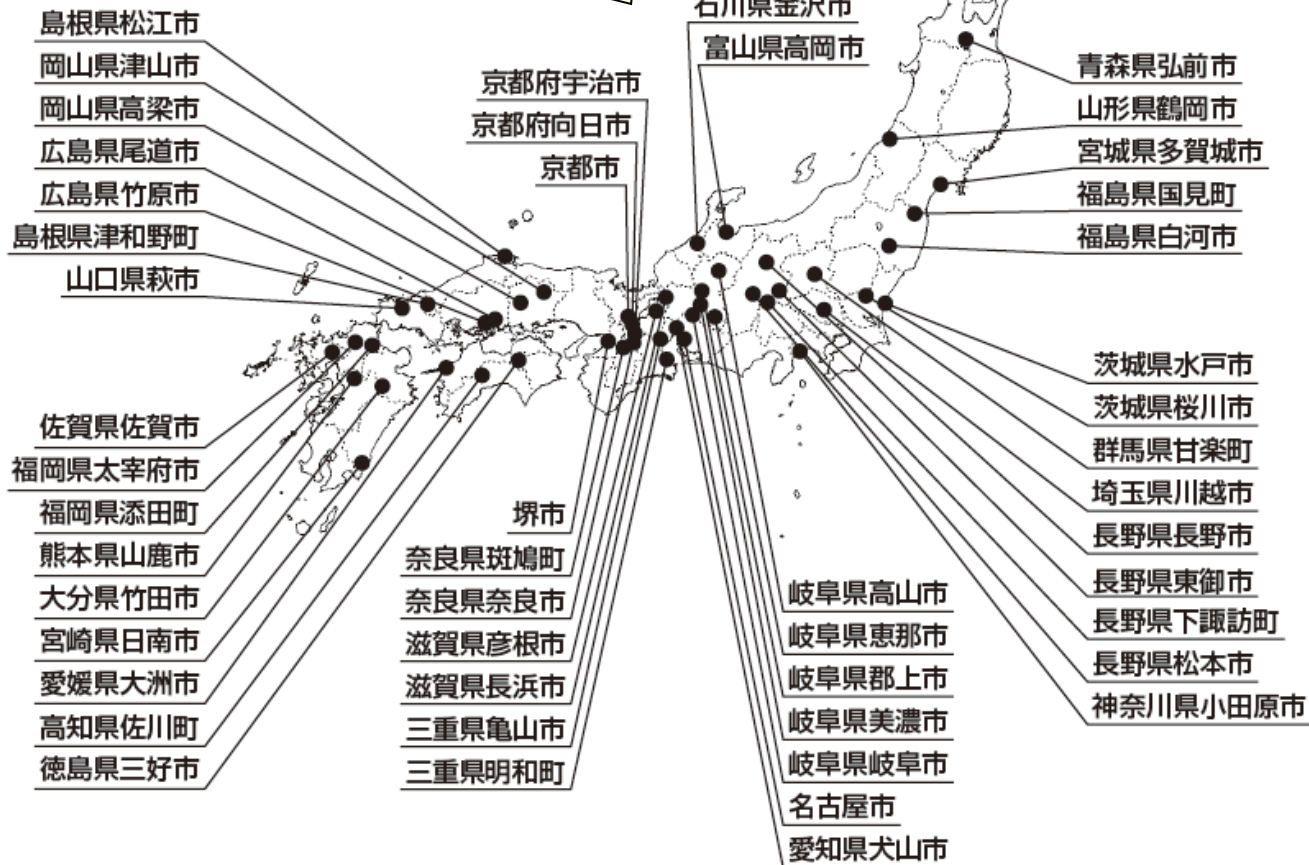 島根県松江市
岡山県津山市
岡山県高梁市
広島県尾道市
広島県竹原市
島根県津和野町
山口県萩市
佐賀県佐賀市
福岡県太宰府市
福岡県添田町
熊本県山鹿市
大分県竹田市
宮崎県日南市
愛媛県大洲市
高知県佐川町
徳島県三好市
京都府宇治市
京都府向日市
京都市
堺市
奈良県斑鳩町
奈良県奈良市
滋賀県彦根市
滋賀県長浜市
三重県亀山市
三重県明和町
石川県金沢市
富山県高岡市
岐阜県高山市
岐阜県恵那市
岐阜県郡上市
岐阜県美濃市
岐阜県岐阜市
名古屋市
愛知県犬山市
青森県弘前市
山形県鶴岡市
宮城県多賀城市
福島県国見町
福島県白河市
茨城県水戸市
茨城県桜川市
群馬県甘楽町
埼玉県川越市
長野県長野市
長野県東御市
長野県下諏訪町
長野県松本市
神奈川県小田原市